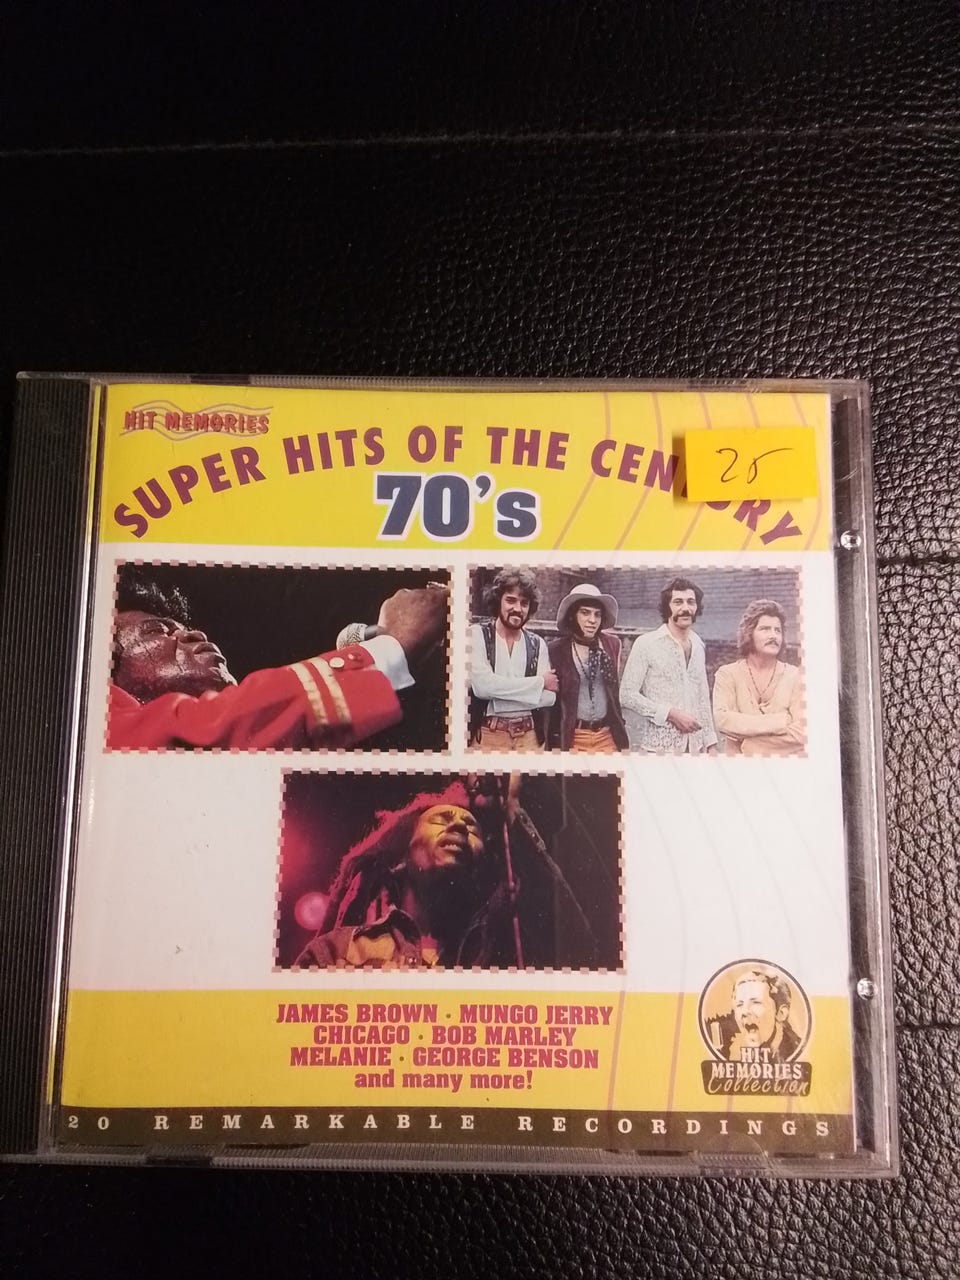 HIT MEMORIES
SUPER HITS OF THE CEN RY
70's
25
JAMES BROWN · MUNGO JERRY
CHICAGO · BOB MARLEY
MELANIE · GEORGE BENSON
and many more!
HIT
MEMORIES
Collection
20 REMARKABLE RECORDINGS